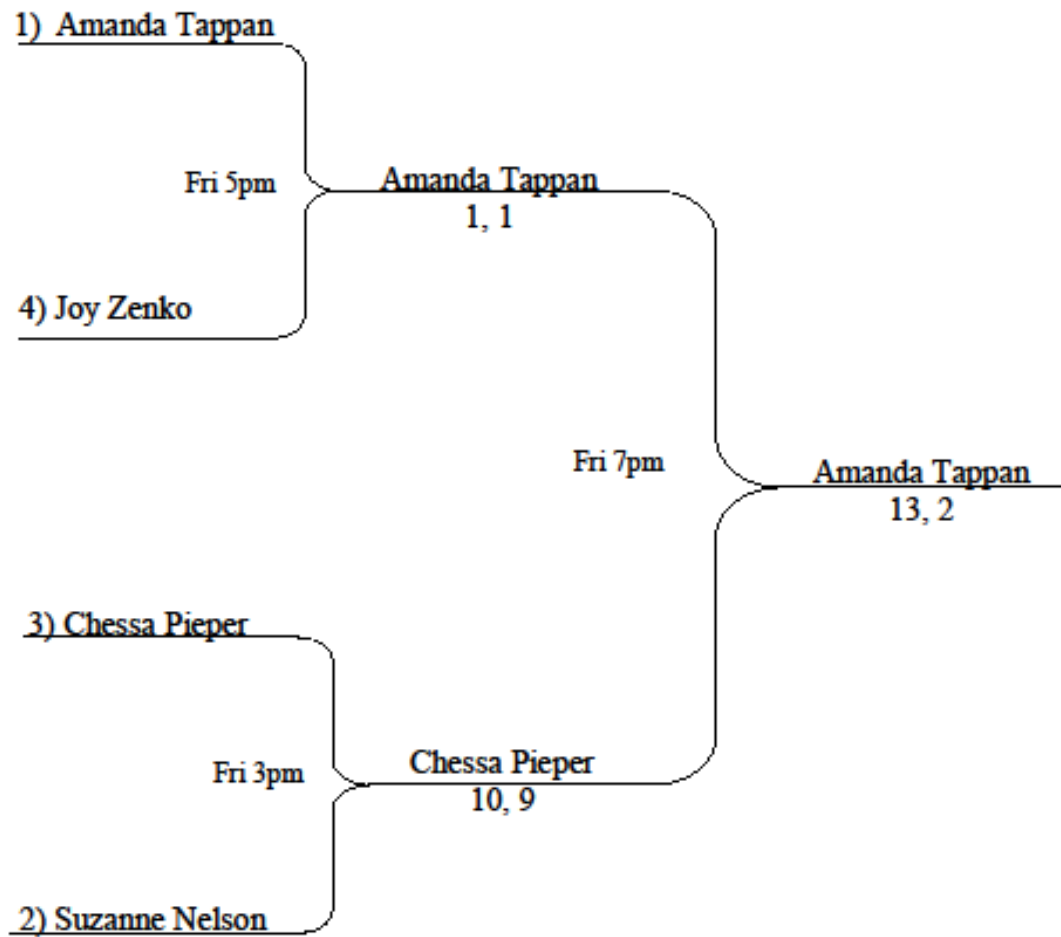 1) Amanda Tappan
Fri 5pm
Amanda Tappan
1, 1
4) Joy Zenko
Fri 7pm
Amanda Tappan
13, 2
3) Chessa Pieper
Fri 3pm
Chessa Pieper
10, 9
2) Suzanne Nelson